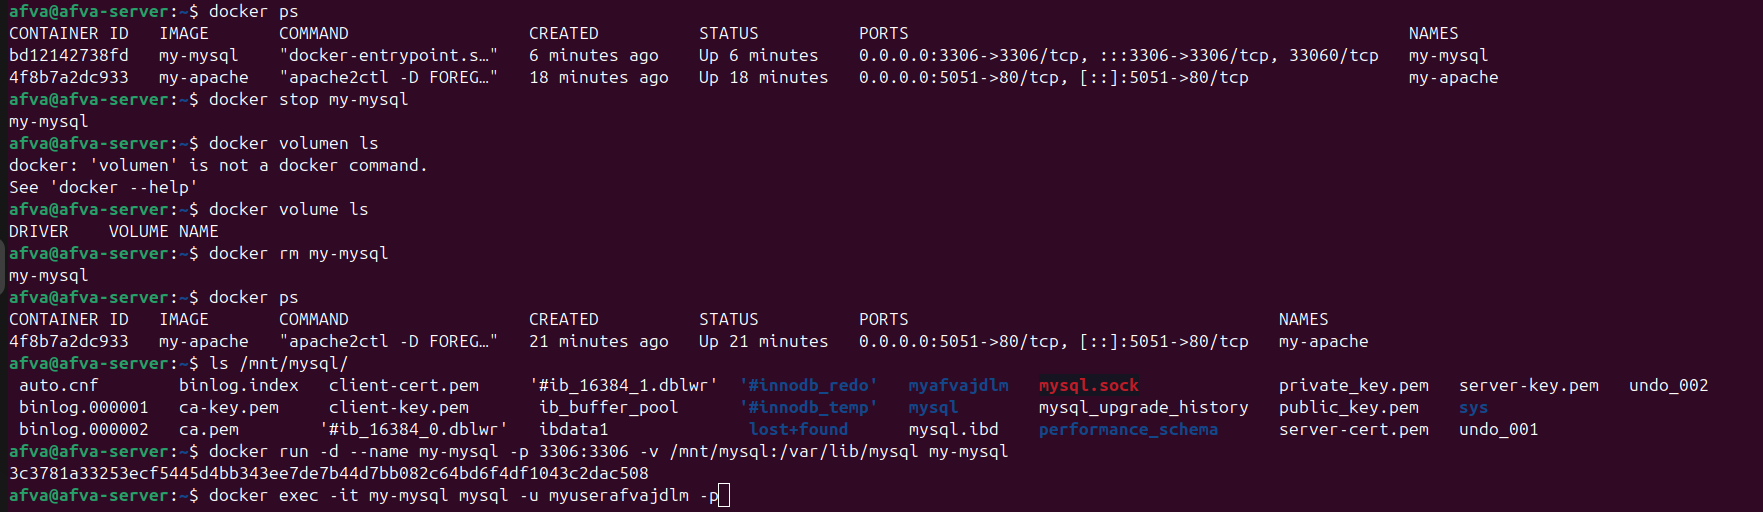 afva@afva-server:~$ docker ps
CONTAINER ID   IMAGE       COMMAND                  CREATED          STATUS          PORTS                                                  NAMES
bd12142738fd   my-mysql    "docker-entrypoint.s…"   6 minutes ago    Up 6 minutes    0.0.0.0:3306->3306/tcp, :::3306->3306/tcp, 33060/tcp   my-mysql
4f8b7a2dc933   my-apache   "apache2ctl -D FOREG…"   18 minutes ago   Up 18 minutes   0.0.0.0:5051->80/tcp, [::]:5051->80/tcp                my-apache
afva@afva-server:~$ docker stop my-mysql
my-mysql
afva@afva-server:~$ docker volumen ls
docker: 'volumen' is not a docker command.
See 'docker --help'
afva@afva-server:~$ docker volume ls
DRIVER    VOLUME NAME
afva@afva-server:~$ docker rm my-mysql
my-mysql
afva@afva-server:~$ docker ps
CONTAINER ID   IMAGE       COMMAND                  CREATED          STATUS          PORTS                                     NAMES
4f8b7a2dc933   my-apache   "apache2ctl -D FOREG…"   21 minutes ago   Up 21 minutes   0.0.0.0:5051->80/tcp, [::]:5051->80/tcp   my-apache
afva@afva-server:~$ ls /mnt/mysql/
 auto.cnf        binlog.index   client-cert.pem     '#ib_16384_1.dblwr'  '#innodb_redo'   myafvajdlm   mysql.sock              private_key.pem   server-key.pem   undo_002
 binlog.000001   ca-key.pem     client-key.pem       ib_buffer_pool      '#innodb_temp'   mysql        mysql_upgrade_history   public_key.pem    sys
 binlog.000002   ca.pem        '#ib_16384_0.dblwr'   ibdata1              lost+found      mysql.ibd    performance_schema      server-cert.pem   undo_001
afva@afva-server:~$ docker run -d --name my-mysql -p 3306:3306 -v /mnt/mysql:/var/lib/mysql my-mysql
3c3781a33253ecf5445d4bb343ee7de7b44d7bb082c64bd6f4df1043c2dac508
afva@afva-server:~$ docker exec -it my-mysql mysql -u myuserafvajdlm -p